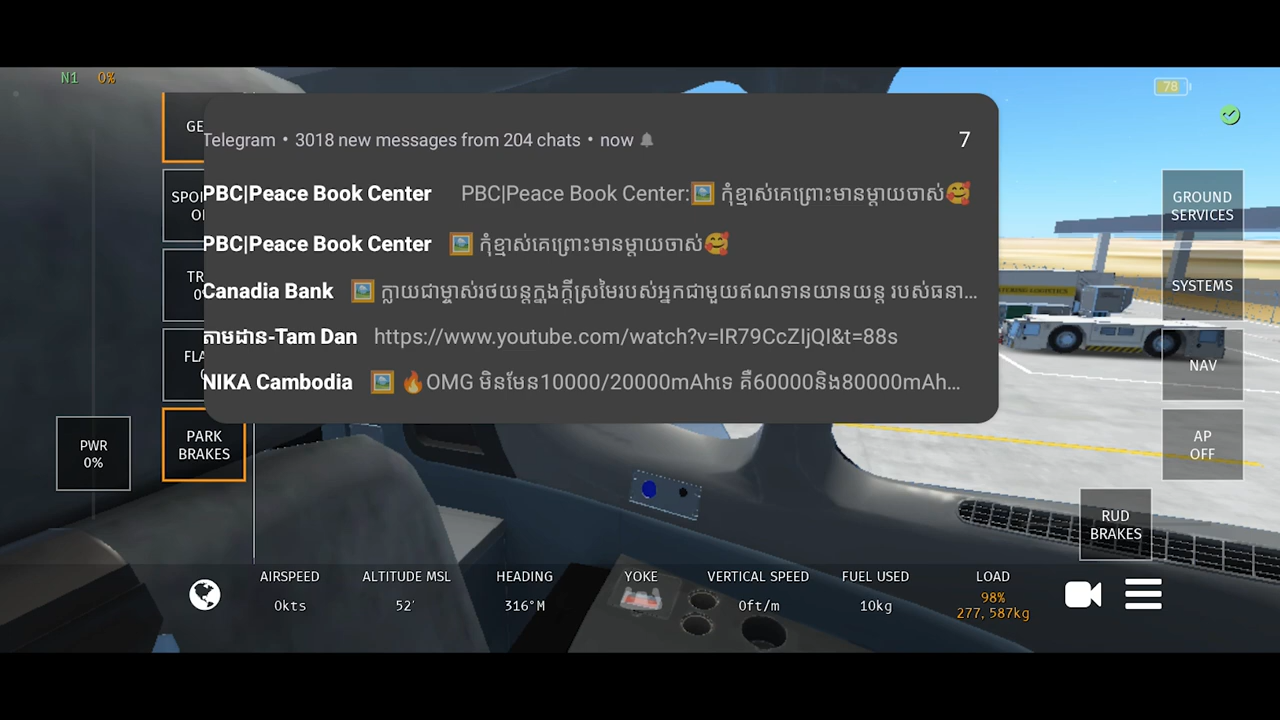 N1 0%
78
GE
Telegram • 3018 new messages from 204 chats • now
7
PBC|Peace Book Center PBC|Peace Book Center:🖼 កុំខ្មាស់គេព្រោះមានម្ដាយចាស់🥰
PBC|Peace Book Center 🖼 កុំខ្មាស់គេព្រោះមានម្ដាយចាស់🥰
Canadia Bank 🖼 ក្លាយជាម្ចាស់រថយន្តក្នុងក្ដីស្រមៃរបស់អ្នកជាមួយឥណទានយានយន្ត របស់ធនា...
តាមដាន-Tam Dan https://www.youtube.com/watch?v=IR79CcZIjQI&t=88s
NIKA Cambodia 🖼 🔥OMG មិនមែន10000/20000mAhទេ គឺ60000និង80000mAh...
GROUND
SERVICES
SYSTEMS
NAV
AP
OFF
RUD
BRAKES
PARK
BRAKES
PWR
0%
AIRSPEED
0kts
ALTITUDE MSL
52'
HEADING
316°M
YOKE
VERTICAL SPEED
0ft/m
FUEL USED
10kg
LOAD
98%
277,587kg